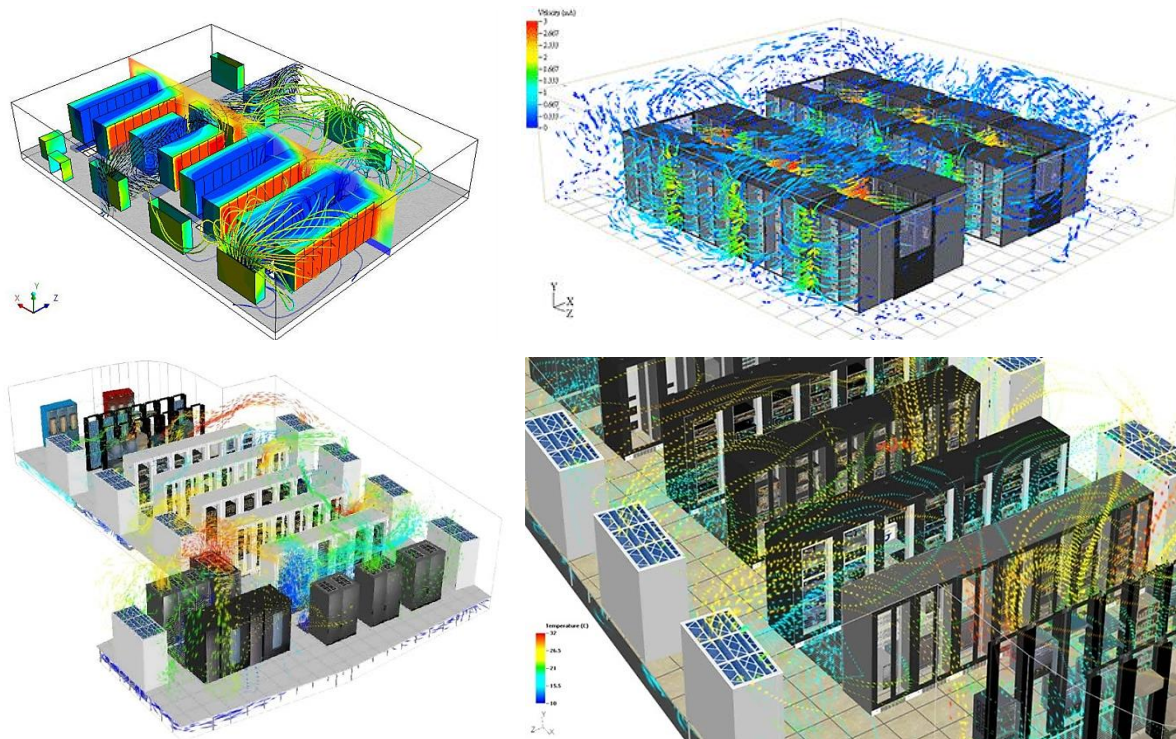 Y
X Z
Velocity (m/s)
3
2.667
2.333
2
1.667
1.333
1
0.667
0.333
0
Y
X
Z
Temperature (C)
32
26.5
21
15.5
10
Y
Z
X